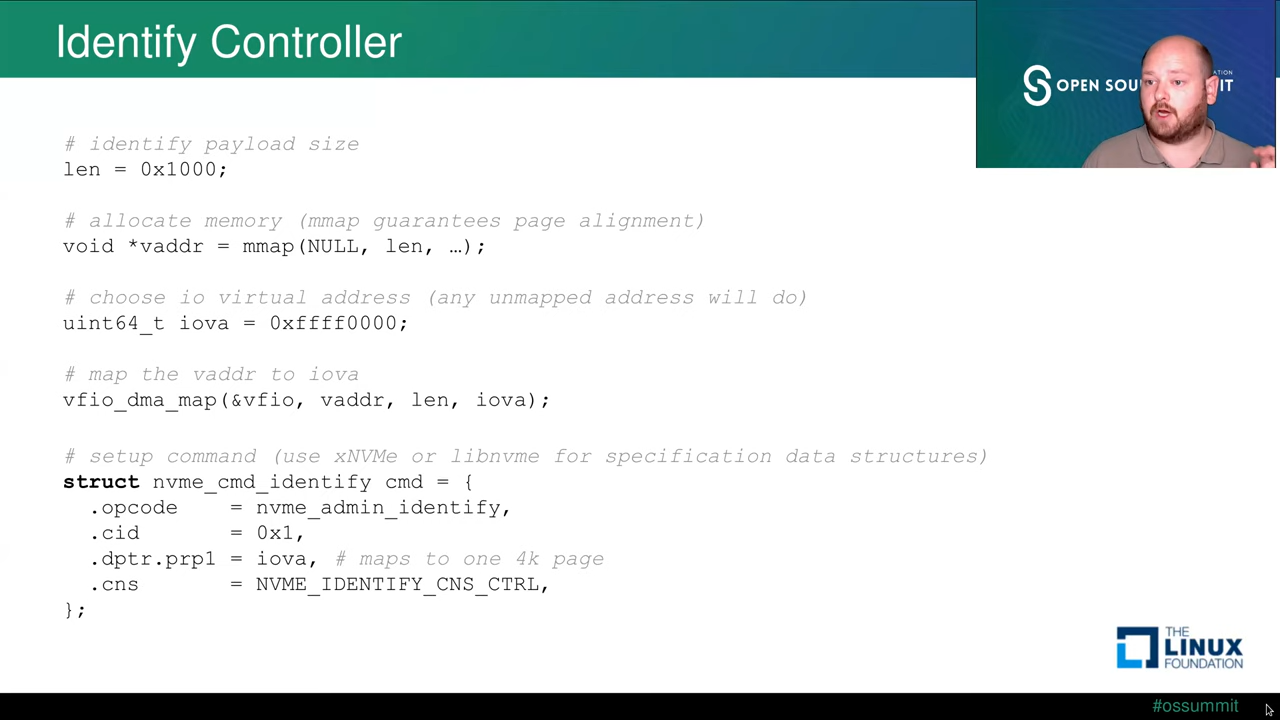 Identify Controller
OPEN SOU
ATION
IT
# identify payload size
len = 0x1000;
# allocate memory (mmap guarantees page alignment)
void *vaddr = mmap(NULL, len, …);
# choose io virtual address (any unmapped address will do)
uint64_t iova = 0xffff0000;
# map the vaddr to iova
vfio_dma_map(&vfio, vaddr, len, iova);
# setup command (use xNVMe or libnvme for specification data structures)
struct nvme_cmd_identify cmd = {
.opcode = nvme_admin_identify,
.cid = 0x1,
.dptr.prp1 = iova, # maps to one 4k page
.cns = NVME_IDENTIFY_CNS_CTRL,
};
THE
LINUX
FOUNDATION
#ossummit